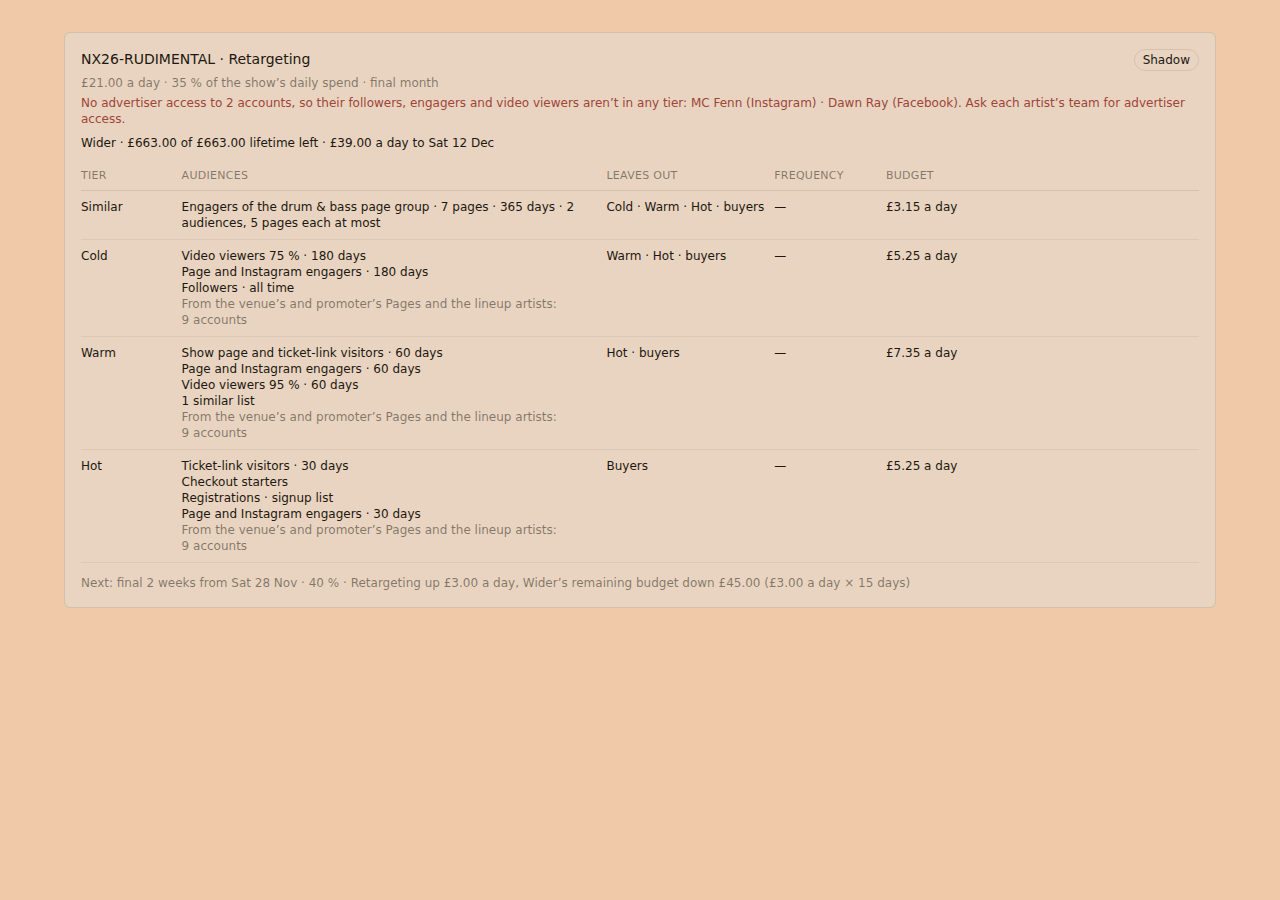 NX26-RUDIMENTAL · Retargeting
Shadow
£21.00 a day · 35 % of the show’s daily spend · final month
No advertiser access to 2 accounts, so their followers, engagers and video viewers aren’t in any tier: MC Fenn (Instagram) · Dawn Ray (Facebook). Ask each artist’s team for advertiser
access.
Wider · £663.00 of £663.00 lifetime left · £39.00 a day to Sat 12 Dec
TIER AUDIENCES LEAVES OUT FREQUENCY BUDGET
Similar Engagers of the drum & bass page group · 7 pages · 365 days · 2 Cold · Warm · Hot · buyers — £3.15 a day
audiences, 5 pages each at most
Cold Video viewers 75 % · 180 days Warm · Hot · buyers — £5.25 a day
Page and Instagram engagers · 180 days
Followers · all time
From the venue’s and promoter’s Pages and the lineup artists:
9 accounts
Warm Show page and ticket-link visitors · 60 days Hot · buyers — £7.35 a day
Page and Instagram engagers · 60 days
Video viewers 95 % · 60 days
1 similar list
From the venue’s and promoter’s Pages and the lineup artists:
9 accounts
Hot Ticket-link visitors · 30 days Buyers — £5.25 a day
Checkout starters
Registrations · signup list
Page and Instagram engagers · 30 days
From the venue’s and promoter’s Pages and the lineup artists:
9 accounts
Next: final 2 weeks from Sat 28 Nov · 40 % · Retargeting up £3.00 a day, Wider’s remaining budget down £45.00 (£3.00 a day × 15 days)